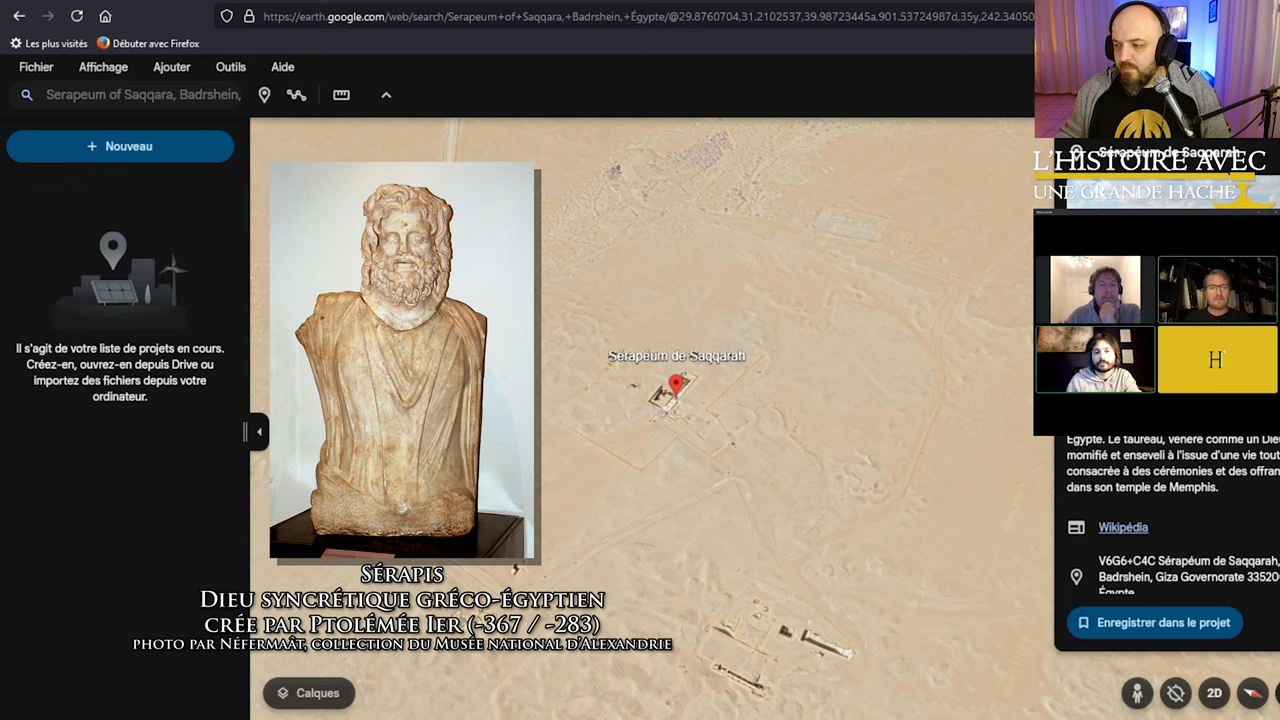 https://earth.google.com/web/search/Serapeum+of+Saqqara,+Badrshein,+Égypte/@29.8760704,31.2102537,39.98723445a,901.53724987d,35y,242.34050
Les plus visités
Débuter avec Firefox
Fichier
Affichage
Ajouter
Outils
Aide
Serapeum of Saqqara, Badrshein,
+ Nouveau
Il s'agit de votre liste de projets en cours.
Créez-en, ouvrez-en depuis Drive ou
importez des fichiers depuis votre
ordinateur.
Sérapéum de Saqqarah
Sérapis
Dieu syncrétique gréco-égyptien
crée par Ptolémée Ier (-367 / -283)
photo par Néfermaât, collection du Musée national d'Alexandrie
Calques
Sérapéum de Saqqarah
L'HISTOIRE AVEC
UNE GRANDE HACHE
H
Égypte. Le taureau, vénéré comme un Die
momifié et enseveli à l'issue d'une vie tout
consacrée à des cérémonies et des offran
dans son temple de Memphis.
Wikipédia
V6G6+C4C Sérapéum de Saqqarah,
Badrshein, Giza Governorate 33520
Égypte
Enregistrer dans le projet
2D